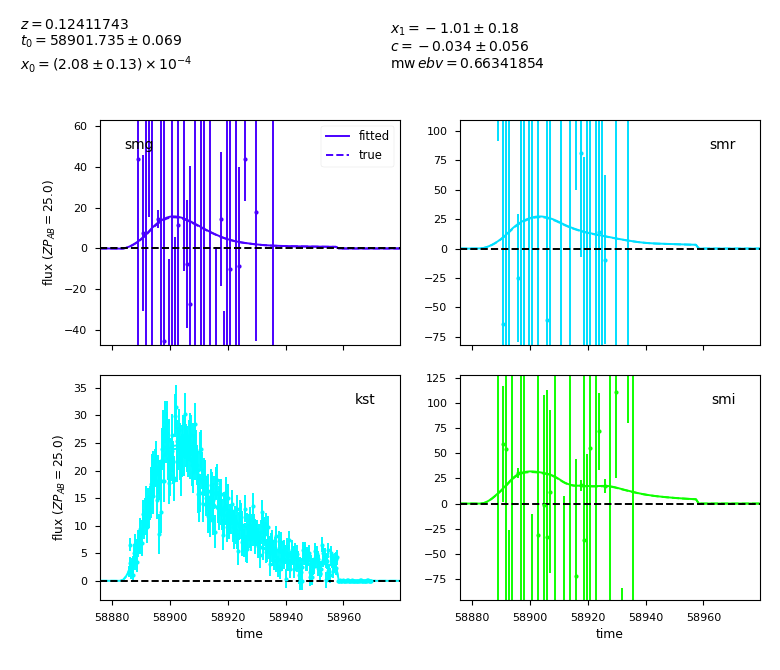 z = 0.12411743
t₀ = 58901.735 ± 0.069
x₀ = (2.08 ± 0.13) × 10⁻⁴
x₁ = −1.01 ± 0.18
c = −0.034 ± 0.056
mw ebv = 0.66341854
smg
fitted
true
60
40
20
0
−20
−40
flux (ZP_AB = 25.0)
smr
100
75
50
25
0
−25
−50
−75
kst
35
30
25
20
15
10
5
0
flux (ZP_AB = 25.0)
58880 58900 58920 58940 58960
time
smi
125
100
75
50
25
0
−25
−50
−75
58880 58900 58920 58940 58960
time